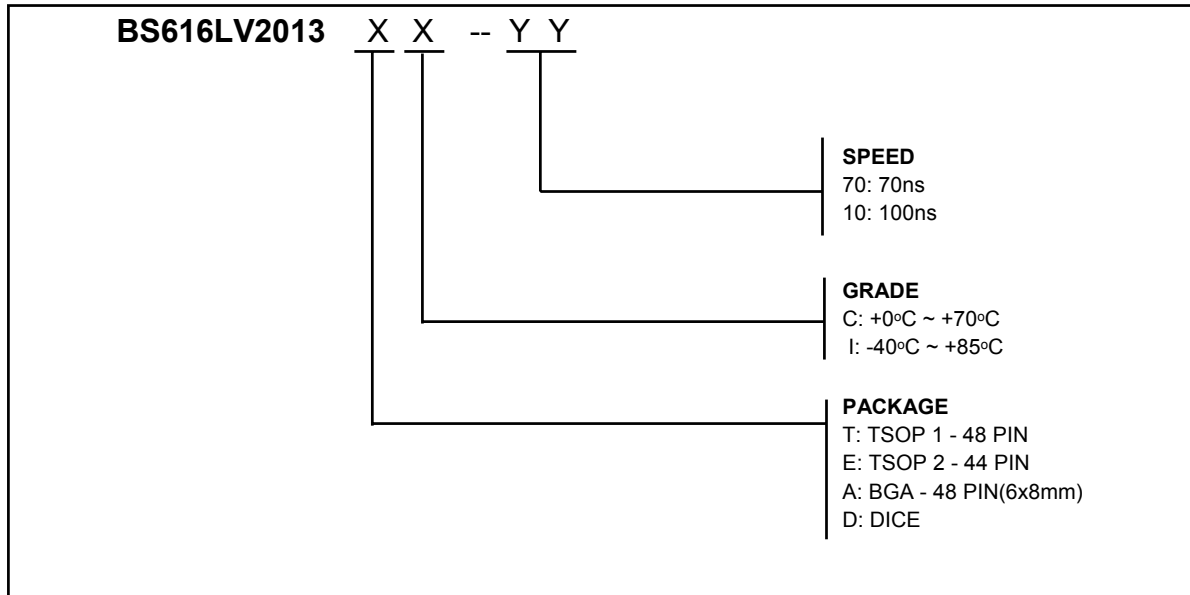 BS616LV2013 X X -- Y Y
SPEED
70: 70ns
10: 100ns
GRADE
C: +0oC ~ +70oC
I: -40oC ~ +85oC
PACKAGE
T: TSOP 1 - 48 PIN
E: TSOP 2 - 44 PIN
A: BGA - 48 PIN(6x8mm)
D: DICE